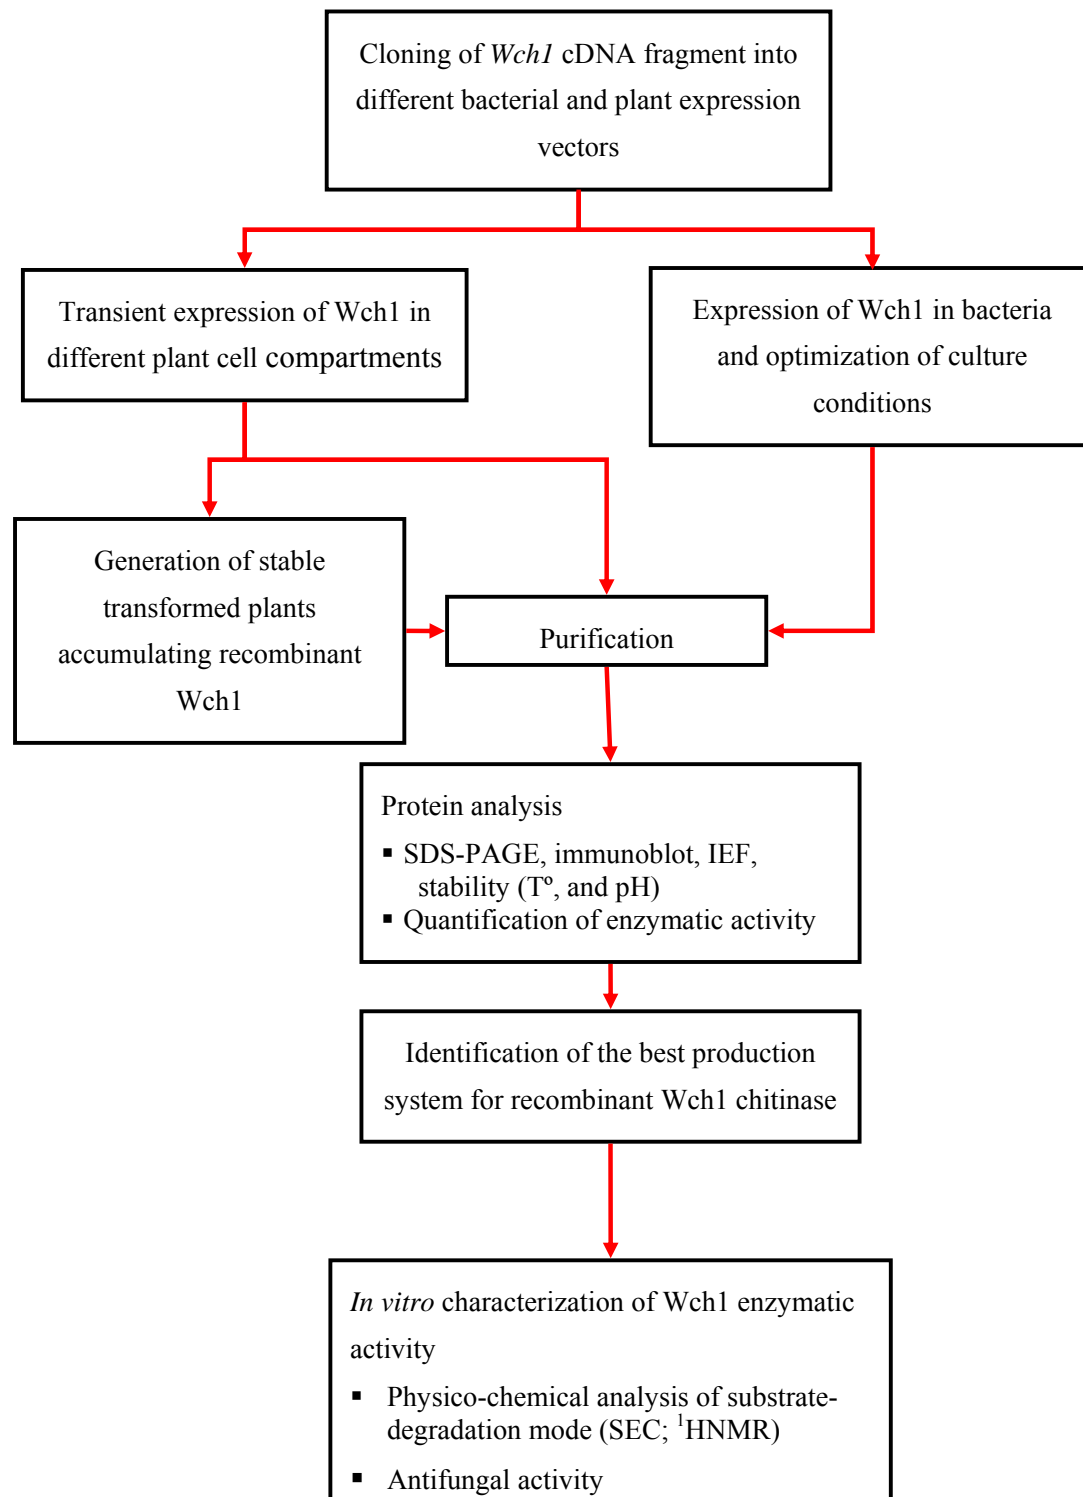 Cloning of Wch1 cDNA fragment into
different bacterial and plant expression
vectors
Transient expression of Wch1 in
different plant cell compartments
Expression of Wch1 in bacteria
and optimization of culture
conditions
Generation of stable
transformed plants
accumulating recombinant
Wch1
Purification
Protein analysis
▪ SDS-PAGE, immunoblot, IEF,
stability (Tº, and pH)
▪ Quantification of enzymatic activity
Identification of the best production
system for recombinant Wch1 chitinase
In vitro characterization of Wch1 enzymatic
activity
▪ Physico-chemical analysis of substrate-
degradation mode (SEC; ¹HNMR)
▪ Antifungal activity